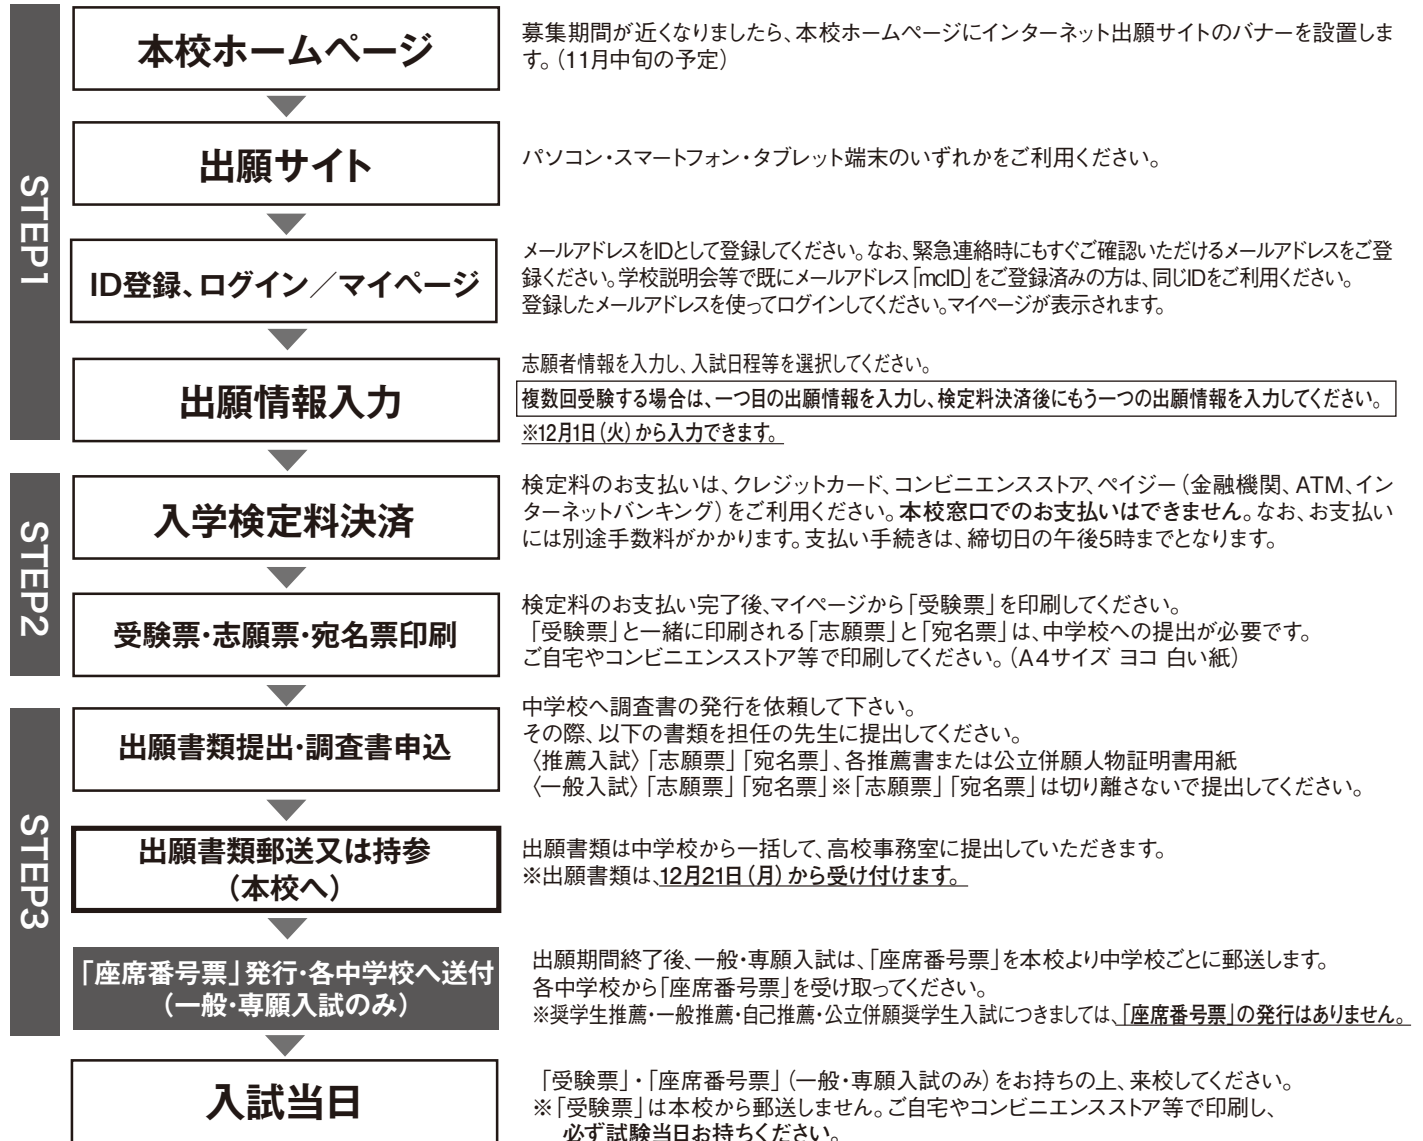 STEP1
本校ホームページ
募集期間が近くなりましたら、本校ホームページにインターネット出願サイトのバナーを設置しま
す。（11月中旬の予定）
出願サイト
パソコン・スマートフォン・タブレット端末のいずれかをご利用ください。
ID登録、ログイン／マイページ
メールアドレスをIDとして登録してください。なお、緊急連絡時にもすぐご確認いただけるメールアドレスをご登
録ください。学校説明会等で既にメールアドレス「mcID」をご登録済みの方は、同じIDをご利用ください。
登録したメールアドレスを使ってログインしてください。マイページが表示されます。
出願情報入力
志願者情報を入力し、入試日程等を選択してください。
複数回受験する場合は、一つ目の出願情報を入力し、検定料決済後にもう一つの出願情報を入力してください。
※12月1日（火）から入力できます。
STEP2
入学検定料決済
検定料のお支払いは、クレジットカード、コンビニエンスストア、ペイジー（金融機関、ATM、イン
ターネットバンキング）をご利用ください。本校窓口でのお支払いはできません。なお、お支払い
には別途手数料がかかります。支払い手続きは、締切日の午後5時までとなります。
受験票・志願票・宛名票印刷
検定料のお支払い完了後、マイページから「受験票」を印刷してください。
「受験票」と一緒に印刷される「志願票」と「宛名票」は、中学校への提出が必要です。
ご自宅やコンビニエンスストア等で印刷してください。（A4サイズ ヨコ 白い紙）
STEP3
出願書類提出・調査書申込
中学校へ調査書の発行を依頼して下さい。
その際、以下の書類を担任の先生に提出してください。
〈推薦入試〉「志願票」「宛名票」、各推薦書または公立併願人物証明書用紙
〈一般入試〉「志願票」「宛名票」※「志願票」「宛名票」は切り離さないで提出してください。
出願書類郵送又は持参
（本校へ）
出願書類は中学校から一括して、高校事務室に提出していただきます。
※出願書類は、12月21日（月）から受け付けます。
「座席番号票」発行・各中学校へ送付
（一般・専願入試のみ）
出願期間終了後、一般・専願入試は、「座席番号票」を本校より中学校ごとに郵送します。
各中学校から「座席番号票」を受け取ってください。
※奨学生推薦・一般推薦・自己推薦・公立併願奨学生入試につきましては、「座席番号票」の発行はありません。
入試当日
「受験票」・「座席番号票」（一般・専願入試のみ）をお持ちの上、来校してください。
※「受験票」は本校から郵送しません。ご自宅やコンビニエンスストア等で印刷し、
必ず試験当日お持ちください。